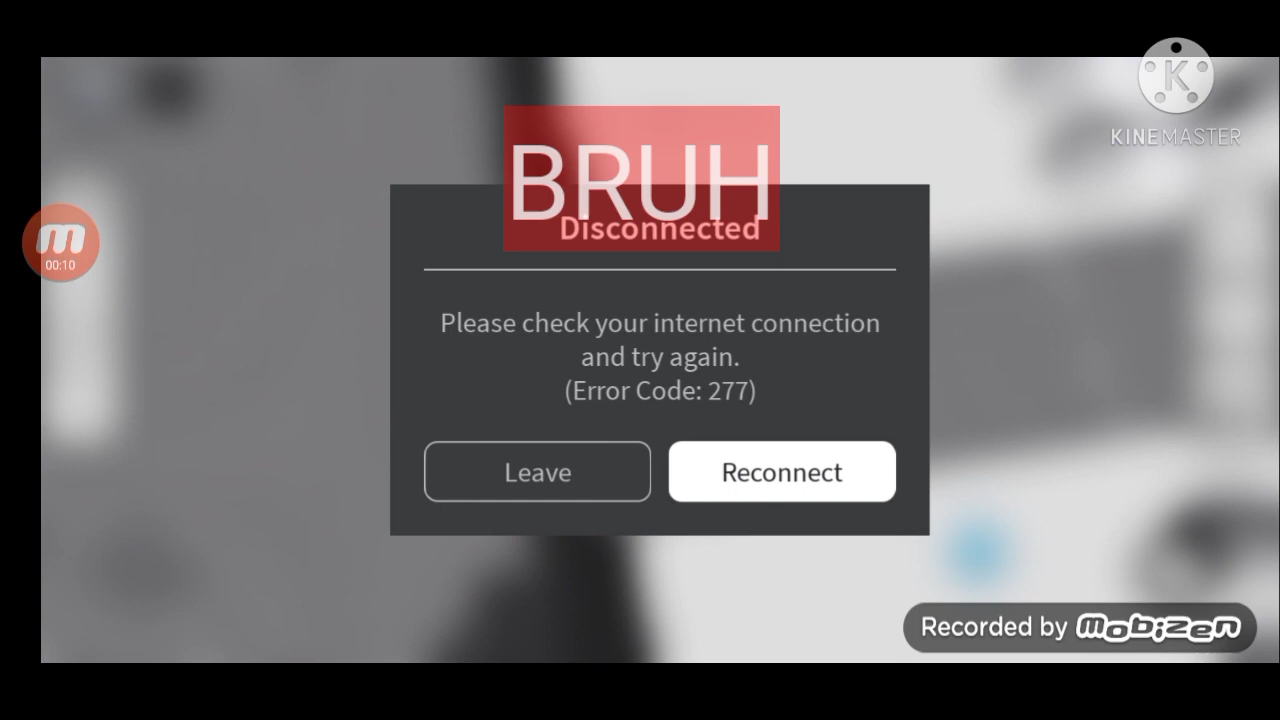 KINEMASTER
BRUH
Disconnected
00:10
Please check your internet connection
and try again.
(Error Code: 277)
Leave
Reconnect
Recorded by mobizen